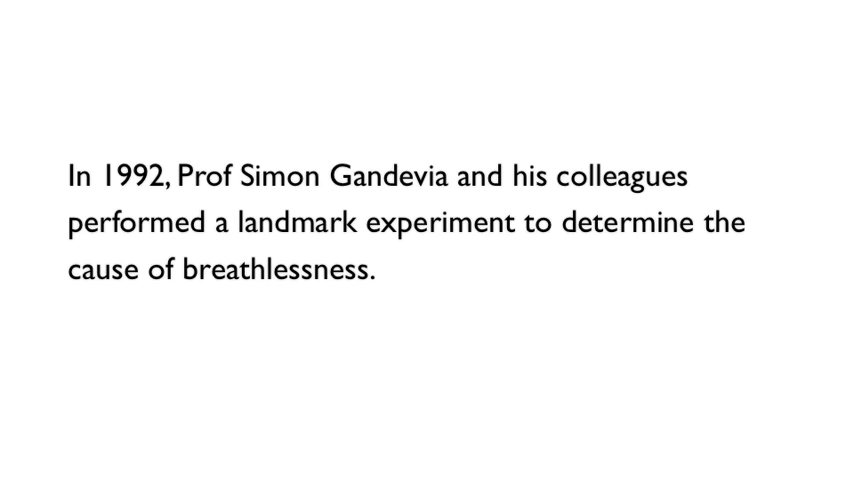 In 1992, Prof Simon Gandevia and his colleagues
performed a landmark experiment to determine the
cause of breathlessness.